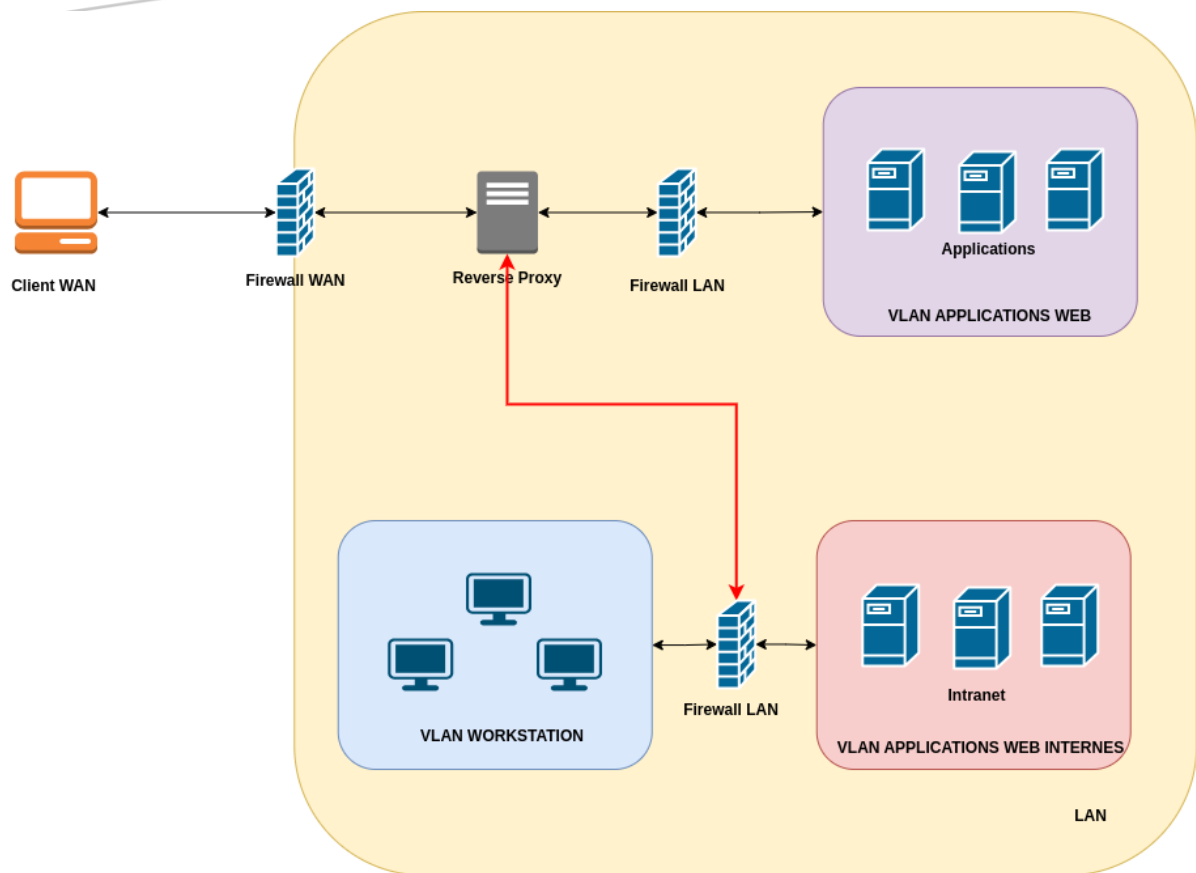 Client WAN
Firewall WAN
Reverse Proxy
Firewall LAN
Applications
VLAN APPLICATIONS WEB
VLAN WORKSTATION
Firewall LAN
Intranet
VLAN APPLICATIONS WEB INTERNES
LAN